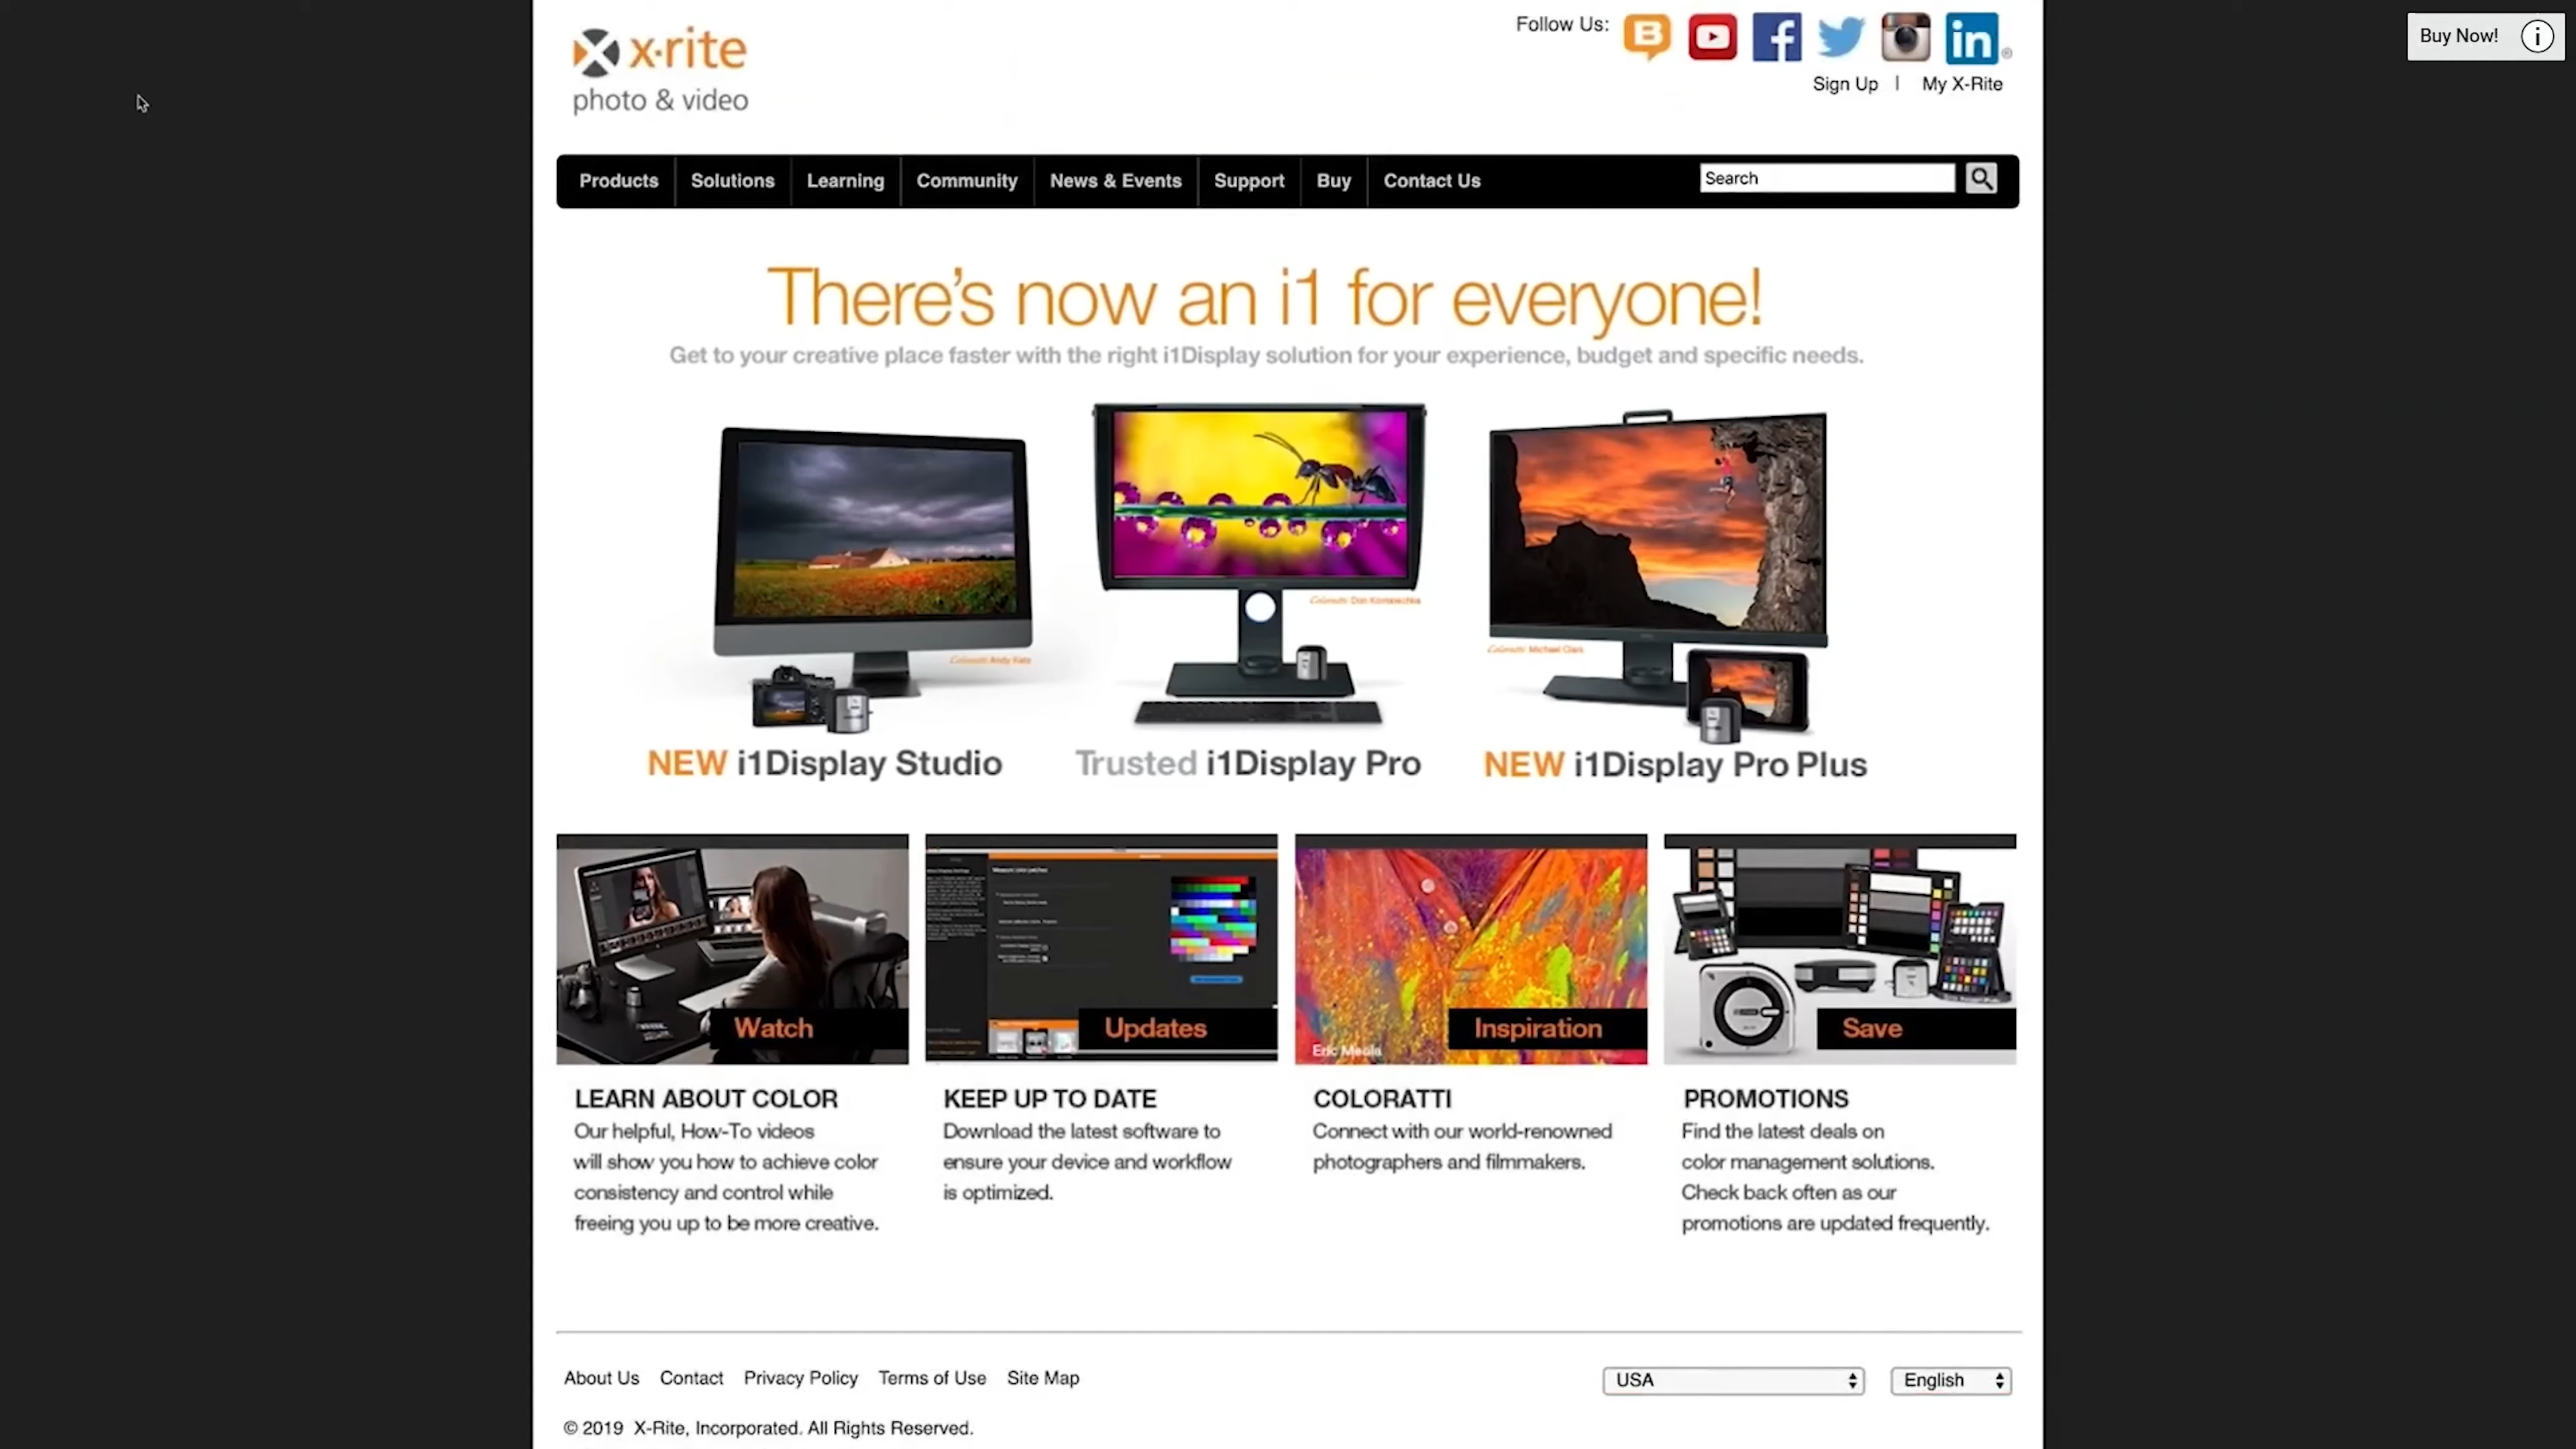 x·rite
photo & video
Follow Us:
Sign Up | My X-Rite
Buy Now!
Products
Solutions
Learning
Community
News & Events
Support
Buy
Contact Us
Search
There's now an i1 for everyone!
Get to your creative place faster with the right i1Display solution for your experience, budget and specific needs.
NEW i1Display Studio
Trusted i1Display Pro
NEW i1Display Pro Plus
Watch
Updates
Eric Meola
Inspiration
Save
LEARN ABOUT COLOR
Our helpful, How-To videos
will show you how to achieve color
consistency and control while
freeing you up to be more creative.
KEEP UP TO DATE
Download the latest software to
ensure your device and workflow
is optimized.
COLORATTI
Connect with our world-renowned
photographers and filmmakers.
PROMOTIONS
Find the latest deals on
color management solutions.
Check back often as our
promotions are updated frequently.
About Us Contact Privacy Policy Terms of Use Site Map
USA
English
© 2019 X-Rite, Incorporated. All Rights Reserved.